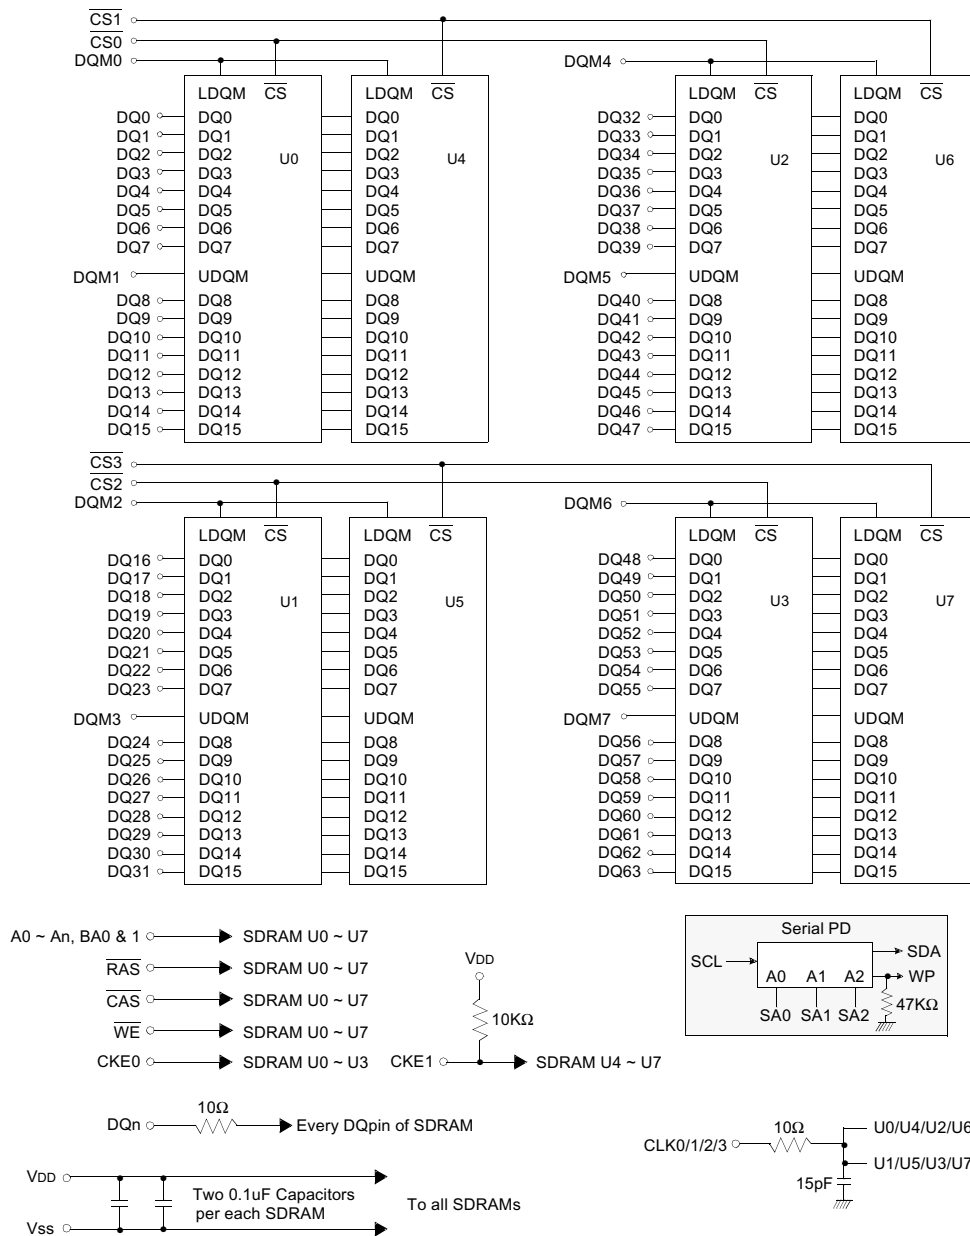 CS1
CS0
DQM0 DQM4
LDQM CS LDQM CS LDQM CS LDQM CS
DQ0 DQ0 DQ0 DQ32 DQ0 DQ0
DQ1 DQ1 DQ1 DQ33 DQ1 DQ1
DQ2 DQ2 U0 DQ2 U4 DQ34 DQ2 U2 DQ2 U6
DQ3 DQ3 DQ3 DQ35 DQ3 DQ3
DQ4 DQ4 DQ4 DQ36 DQ4 DQ4
DQ5 DQ5 DQ5 DQ37 DQ5 DQ5
DQ6 DQ6 DQ6 DQ38 DQ6 DQ6
DQ7 DQ7 DQ7 DQ39 DQ7 DQ7
DQM1 UDQM UDQM DQM5 UDQM UDQM
DQ8 DQ8 DQ8 DQ40 DQ8 DQ8
DQ9 DQ9 DQ9 DQ41 DQ9 DQ9
DQ10 DQ10 DQ10 DQ42 DQ10 DQ10
DQ11 DQ11 DQ11 DQ43 DQ11 DQ11
DQ12 DQ12 DQ12 DQ44 DQ12 DQ12
DQ13 DQ13 DQ13 DQ45 DQ13 DQ13
DQ14 DQ14 DQ14 DQ46 DQ14 DQ14
DQ15 DQ15 DQ15 DQ47 DQ15 DQ15
CS3
CS2
DQM2 DQM6
LDQM CS LDQM CS LDQM CS LDQM CS
DQ16 DQ0 DQ0 DQ48 DQ0 DQ0
DQ17 DQ1 DQ1 DQ49 DQ1 DQ1
DQ18 DQ2 U1 DQ2 U5 DQ50 DQ2 U3 DQ2 U7
DQ19 DQ3 DQ3 DQ51 DQ3 DQ3
DQ20 DQ4 DQ4 DQ52 DQ4 DQ4
DQ21 DQ5 DQ5 DQ53 DQ5 DQ5
DQ22 DQ6 DQ6 DQ54 DQ6 DQ6
DQ23 DQ7 DQ7 DQ55 DQ7 DQ7
DQM3 UDQM UDQM DQM7 UDQM UDQM
DQ24 DQ8 DQ8 DQ56 DQ8 DQ8
DQ25 DQ9 DQ9 DQ57 DQ9 DQ9
DQ26 DQ10 DQ10 DQ58 DQ10 DQ10
DQ27 DQ11 DQ11 DQ59 DQ11 DQ11
DQ28 DQ12 DQ12 DQ60 DQ12 DQ12
DQ29 DQ13 DQ13 DQ61 DQ13 DQ13
DQ30 DQ14 DQ14 DQ62 DQ14 DQ14
DQ31 DQ15 DQ15 DQ63 DQ15 DQ15
A0 ~ An, BA0 & 1 SDRAM U0 ~ U7
RAS SDRAM U0 ~ U7
CAS SDRAM U0 ~ U7
WE SDRAM U0 ~ U7
CKE0 SDRAM U0 ~ U3
VDD
10KΩ
CKE1 SDRAM U4 ~ U7
Serial PD
SCL SDA
A0 A1 A2 WP
SA0 SA1 SA2 47KΩ
DQn 10Ω Every DQpin of SDRAM
CLK0/1/2/3 10Ω U0/U4/U2/U6
U1/U5/U3/U7
15pF
VDD
Two 0.1uF Capacitors
per each SDRAM
To all SDRAMs
Vss